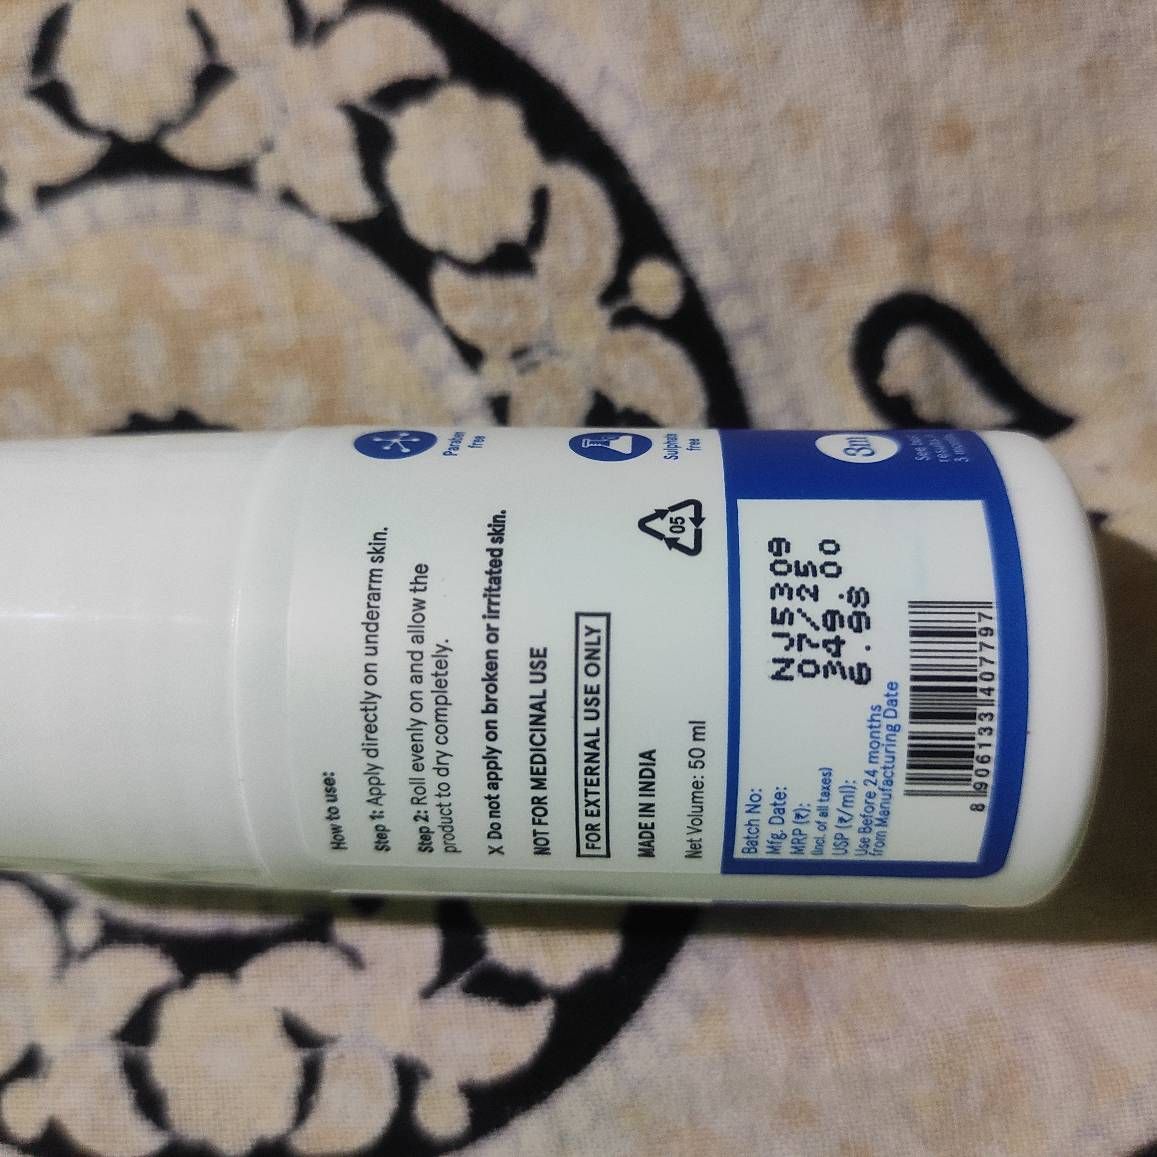 How to use:
Step 1: Apply directly on underarm skin.
Step 2: Roll evenly on and allow the
product to dry completely.
X Do not apply on broken or irritated skin.
NOT FOR MEDICINAL USE
FOR EXTERNAL USE ONLY
MADE IN INDIA
05
Net Volume: 50 ml
Paraben
free
Sulphate
free
Batch No: NJ5309
Mfg. Date: 07/25
MRP (₹): 349.00
(incl. of all taxes)
USP (₹/ml): 6.98
Use Before 24 months
from Manufacturing Date
8 906133 407797
3m
See
3